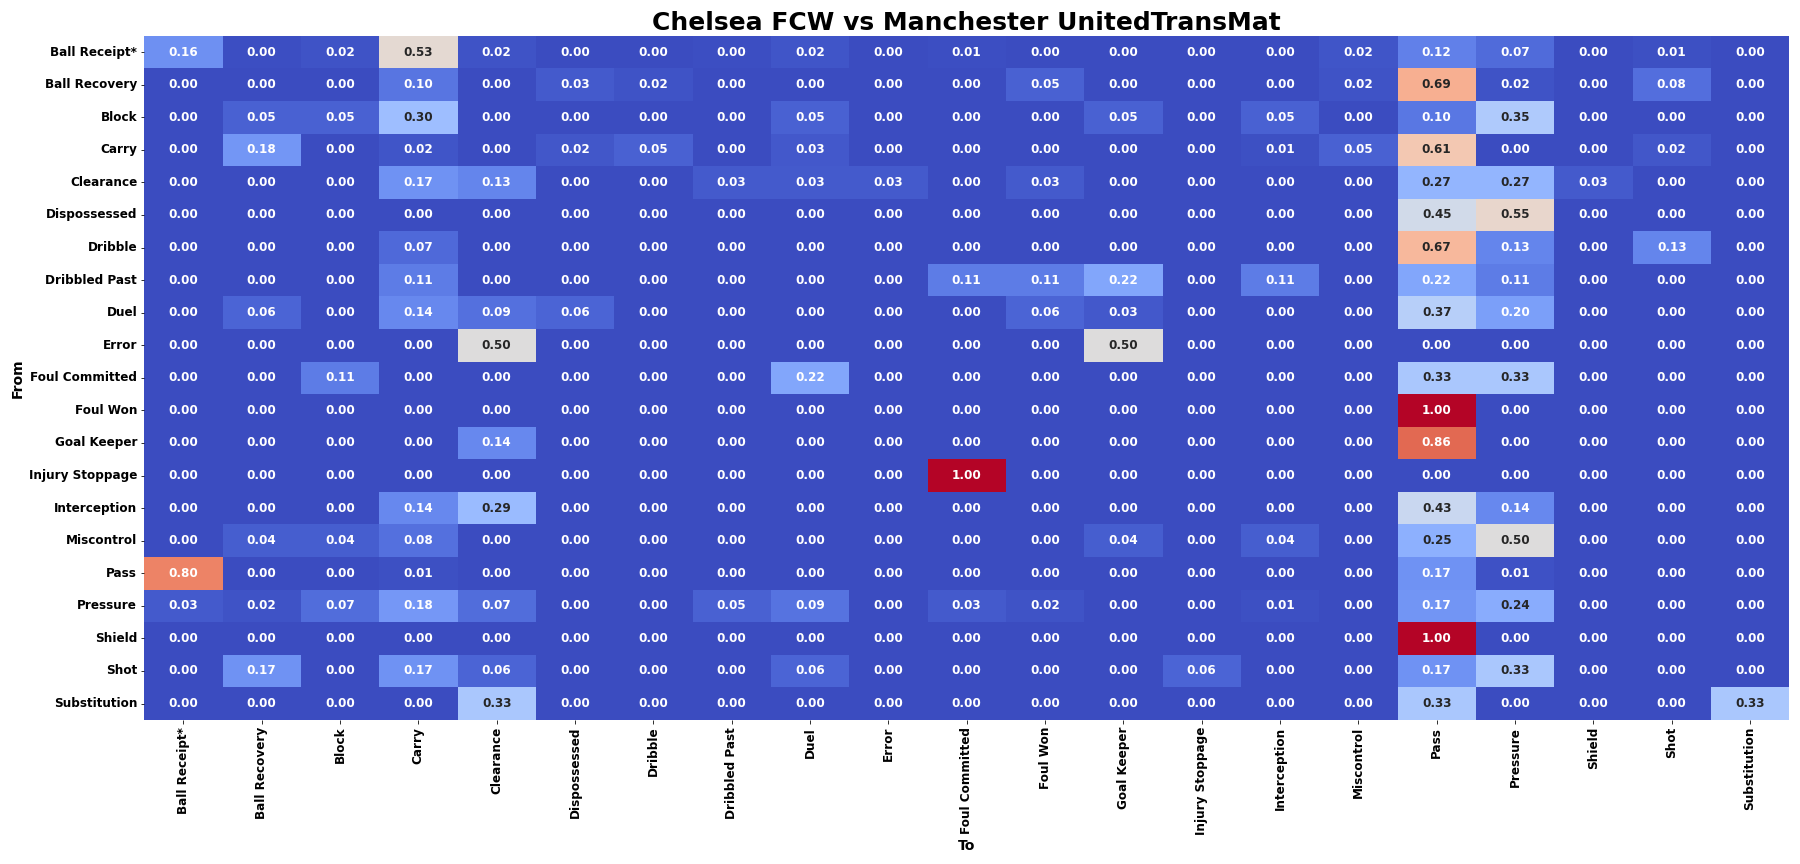 Chelsea FCW vs Manchester UnitedTransMat
From
Ball Receipt* 0.16 0.00 0.02 0.53 0.02 0.00 0.00 0.00 0.02 0.00 0.01 0.00 0.00 0.00 0.00 0.02 0.12 0.07 0.00 0.01 0.00
Ball Recovery 0.00 0.00 0.00 0.10 0.00 0.03 0.02 0.00 0.00 0.00 0.00 0.05 0.00 0.00 0.00 0.02 0.69 0.02 0.00 0.08 0.00
Block 0.00 0.05 0.05 0.30 0.00 0.00 0.00 0.00 0.05 0.00 0.00 0.00 0.05 0.00 0.05 0.00 0.10 0.35 0.00 0.00 0.00
Carry 0.00 0.18 0.00 0.02 0.00 0.02 0.05 0.00 0.03 0.00 0.00 0.00 0.00 0.00 0.01 0.05 0.61 0.00 0.00 0.02 0.00
Clearance 0.00 0.00 0.00 0.17 0.13 0.00 0.00 0.03 0.03 0.03 0.00 0.03 0.00 0.00 0.00 0.00 0.27 0.27 0.03 0.00 0.00
Dispossessed 0.00 0.00 0.00 0.00 0.00 0.00 0.00 0.00 0.00 0.00 0.00 0.00 0.00 0.00 0.00 0.00 0.45 0.55 0.00 0.00 0.00
Dribble 0.00 0.00 0.00 0.07 0.00 0.00 0.00 0.00 0.00 0.00 0.00 0.00 0.00 0.00 0.00 0.00 0.67 0.13 0.00 0.13 0.00
Dribbled Past 0.00 0.00 0.00 0.11 0.00 0.00 0.00 0.00 0.00 0.00 0.11 0.11 0.22 0.00 0.11 0.00 0.22 0.11 0.00 0.00 0.00
Duel 0.00 0.06 0.00 0.14 0.09 0.06 0.00 0.00 0.00 0.00 0.00 0.06 0.03 0.00 0.00 0.00 0.37 0.20 0.00 0.00 0.00
Error 0.00 0.00 0.00 0.00 0.50 0.00 0.00 0.00 0.00 0.00 0.00 0.00 0.50 0.00 0.00 0.00 0.00 0.00 0.00 0.00 0.00
Foul Committed 0.00 0.00 0.11 0.00 0.00 0.00 0.00 0.00 0.22 0.00 0.00 0.00 0.00 0.00 0.00 0.00 0.33 0.33 0.00 0.00 0.00
Foul Won 0.00 0.00 0.00 0.00 0.00 0.00 0.00 0.00 0.00 0.00 0.00 0.00 0.00 0.00 0.00 0.00 1.00 0.00 0.00 0.00 0.00
Goal Keeper 0.00 0.00 0.00 0.00 0.14 0.00 0.00 0.00 0.00 0.00 0.00 0.00 0.00 0.00 0.00 0.00 0.86 0.00 0.00 0.00 0.00
Injury Stoppage 0.00 0.00 0.00 0.00 0.00 0.00 0.00 0.00 0.00 0.00 1.00 0.00 0.00 0.00 0.00 0.00 0.00 0.00 0.00 0.00 0.00
Interception 0.00 0.00 0.00 0.14 0.29 0.00 0.00 0.00 0.00 0.00 0.00 0.00 0.00 0.00 0.00 0.00 0.43 0.14 0.00 0.00 0.00
Miscontrol 0.00 0.04 0.04 0.08 0.00 0.00 0.00 0.00 0.00 0.00 0.00 0.00 0.04 0.00 0.04 0.00 0.25 0.50 0.00 0.00 0.00
Pass 0.80 0.00 0.00 0.01 0.00 0.00 0.00 0.00 0.00 0.00 0.00 0.00 0.00 0.00 0.00 0.00 0.17 0.01 0.00 0.00 0.00
Pressure 0.03 0.02 0.07 0.18 0.07 0.00 0.00 0.05 0.09 0.00 0.03 0.02 0.00 0.00 0.01 0.00 0.17 0.24 0.00 0.00 0.00
Shield 0.00 0.00 0.00 0.00 0.00 0.00 0.00 0.00 0.00 0.00 0.00 0.00 0.00 0.00 0.00 0.00 1.00 0.00 0.00 0.00 0.00
Shot 0.00 0.17 0.00 0.17 0.06 0.00 0.00 0.00 0.06 0.00 0.00 0.00 0.00 0.06 0.00 0.00 0.17 0.33 0.00 0.00 0.00
Substitution 0.00 0.00 0.00 0.00 0.33 0.00 0.00 0.00 0.00 0.00 0.00 0.00 0.00 0.00 0.00 0.00 0.33 0.00 0.00 0.00 0.33
Ball Receipt*
Ball Recovery
Block
Carry
Clearance
Dispossessed
Dribble
Dribbled Past
Duel
Error
Foul Committed
Foul Won
Goal Keeper
Injury Stoppage
Interception
Miscontrol
Pass
Pressure
Shield
Shot
Substitution
To